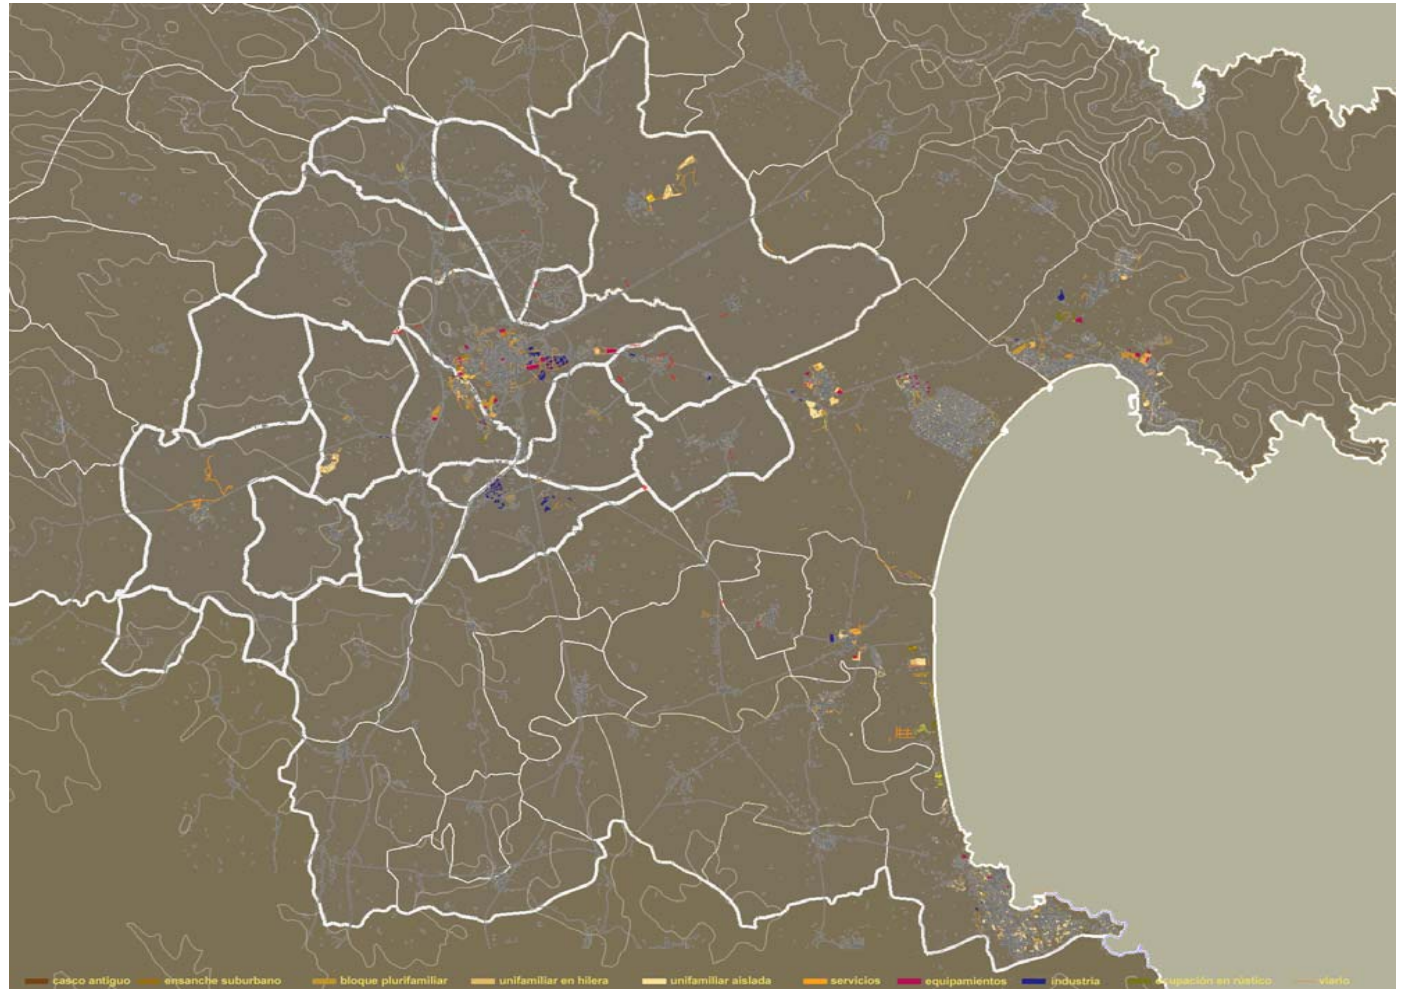 casco antiguo ensanche suburbano bloque plurifamiliar unifamiliar en hilera unifamiliar aislada servicios equipamientos industria ocupación en rústico viario